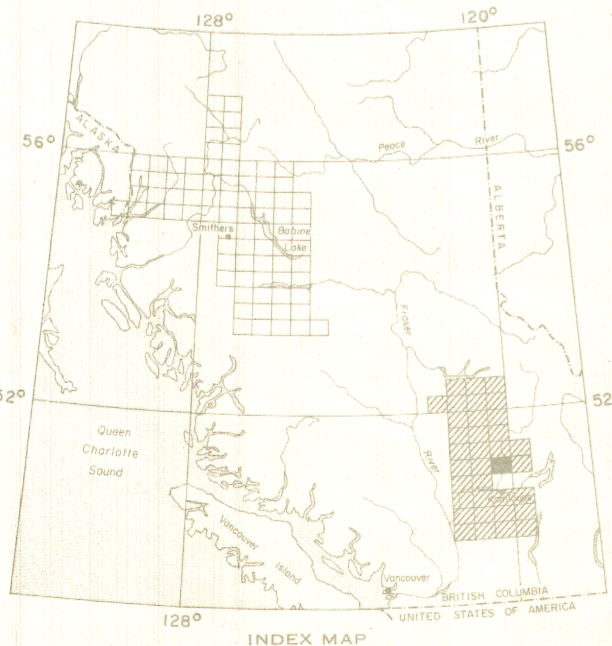 128° 120°
56° 56°
ALASKA
Peace River
ALBERTA
Smithers
Babine
Lake
Fraser
52° 52°
Queen
Charlotte
Sound
River
Kamloops
Vancouver
Island
Vancouver
BRITISH COLUMBIA
UNITED STATES OF AMERICA
128°
INDEX MAP